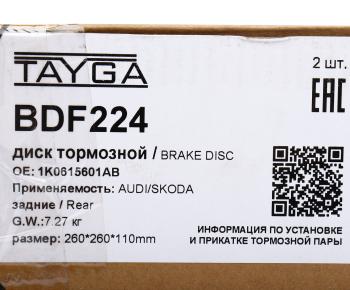 TAYGA
2 шт.
BDF224
EAC
диск тормозной / BRAKE DISC
OE: 1K0615601AB
Применяемость: AUDI/SKODA
задние / Rear
G.W.: 7.27 кг
размер: 260*260*110mm
ИНФОРМАЦИЯ ПО УСТАНОВКЕ
И ПРИКАТКЕ ТОРМОЗНОЙ ПАРЫ